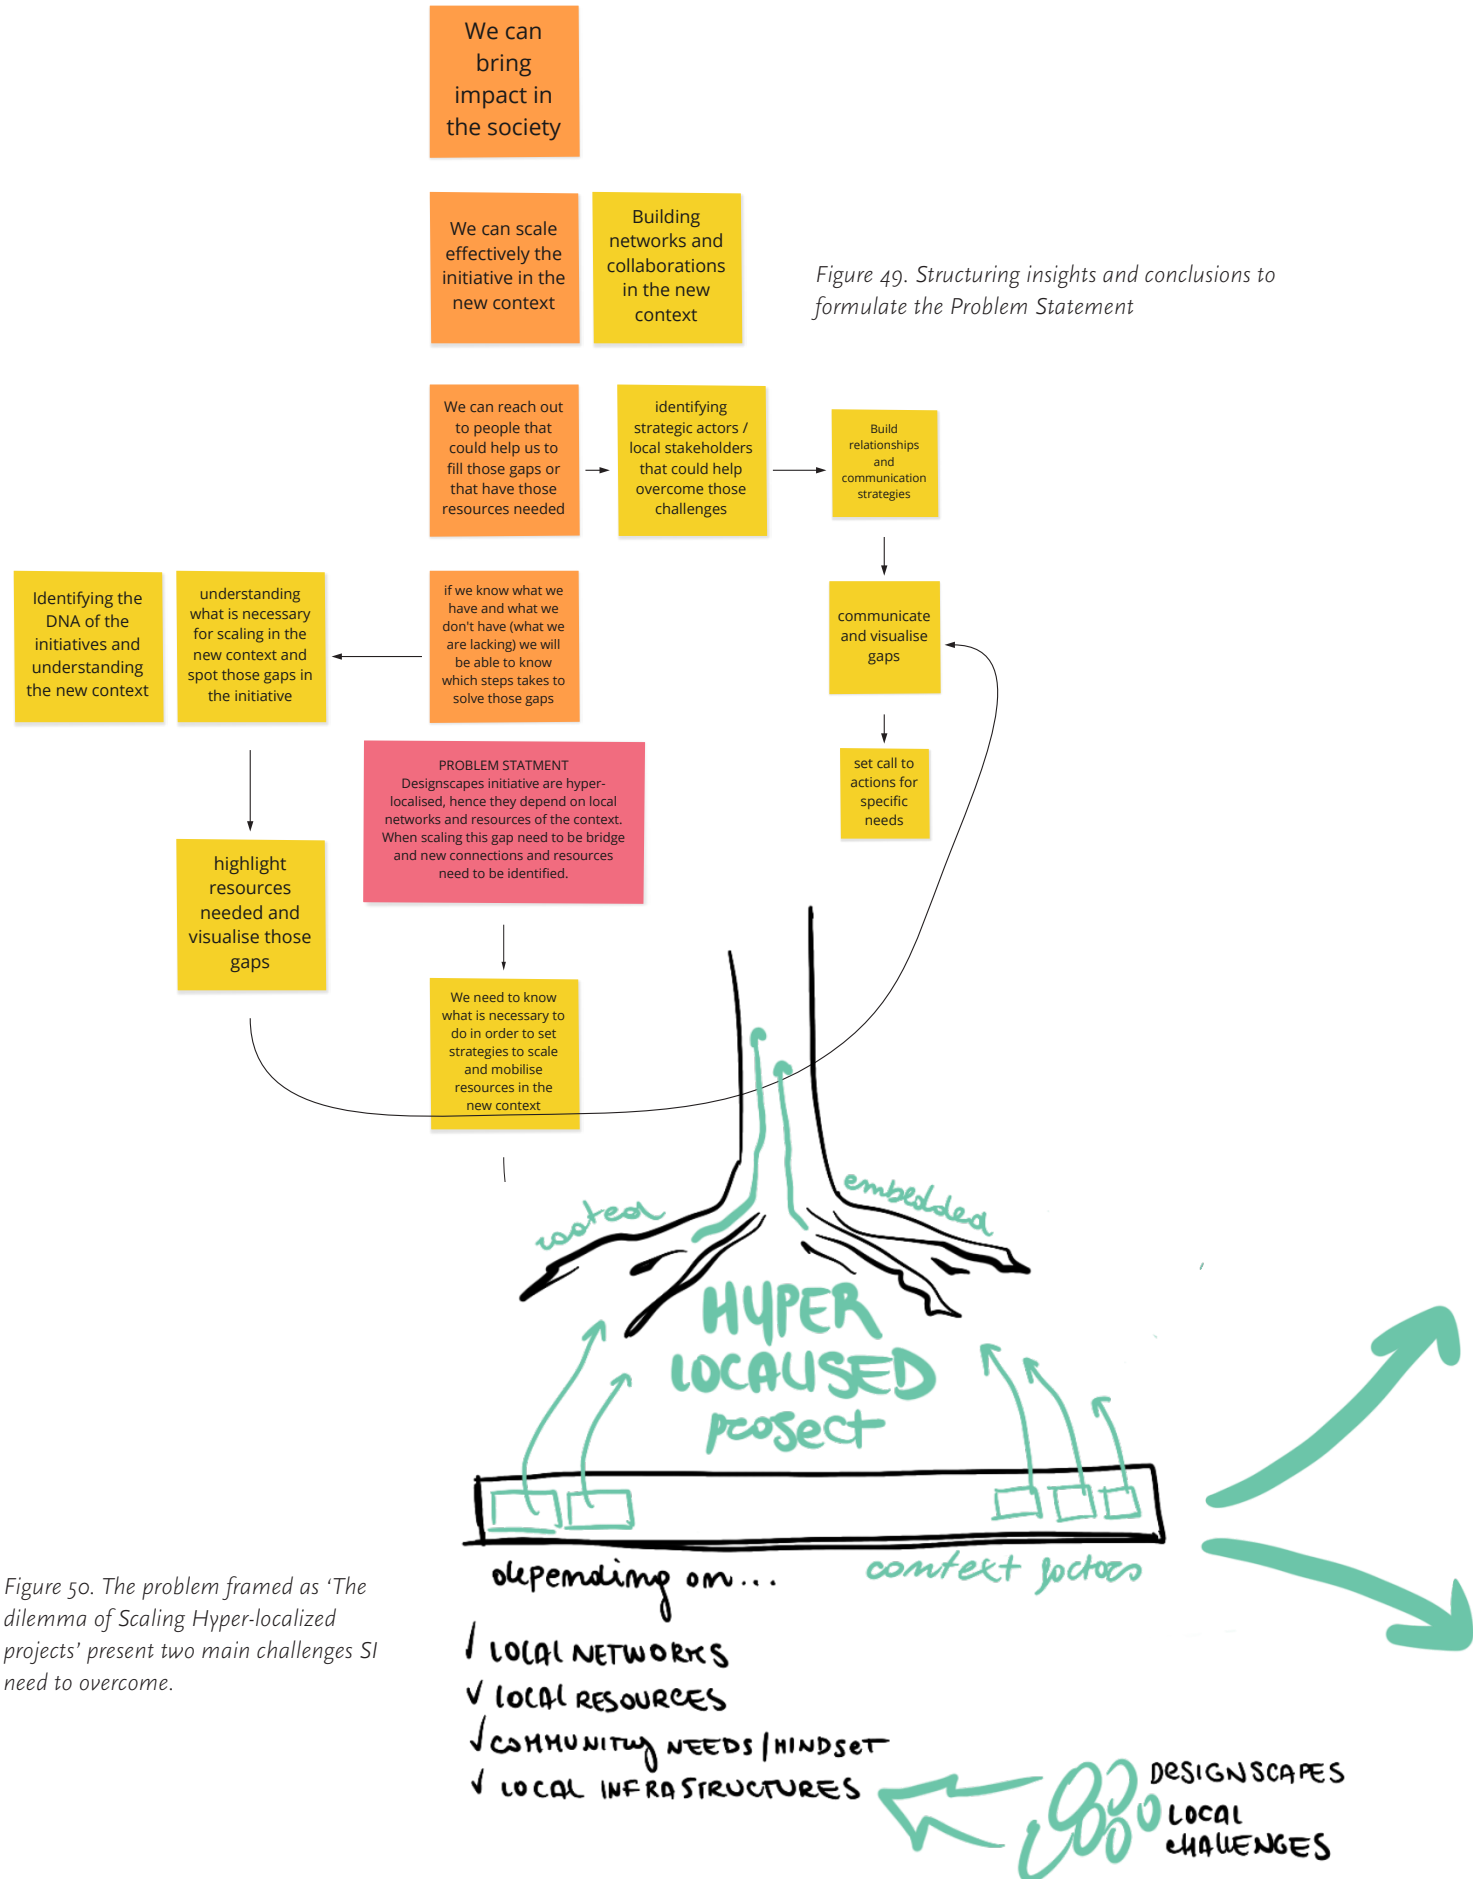 We can
bring
impact in
the society
We can scale
effectively the
initiative in the
new context
Building
networks and
collaborations
in the new
context
Figure 49. Structuring insights and conclusions to
formulate the Problem Statement
We can reach out
to people that
could help us to
fill those gaps or
that have those
resources needed
identifying
strategic actors /
local stakeholders
that could help
overcome those
challenges
Build
relationships
and
communication
strategies
Identifying the
DNA of the
initiatives and
understanding
the new context
understanding
what is necessary
for scaling in the
new context and
spot those gaps in
the initiative
if we know what we
have and what we
don't have (what we
are lacking) we will
be able to know
which steps takes to
solve those gaps
communicate
and visualise
gaps
PROBLEM STATMENT
Designscapes initiative are hyper-
localised, hence they depend on local
networks and resources of the context.
When scaling this gap need to be bridge
and new connections and resources
need to be identified.
set call to
actions for
specific
needs
highlight
resources
needed and
visualise those
gaps
We need to know
what is necessary to
do in order to set
strategies to scale
and mobilise
resources in the
new context
rooted
embedded
HYPER
LOCALISED
project
depending on...
context factors
Figure 50. The problem framed as ‘The
dilemma of Scaling Hyper-localized
projects’ present two main challenges SI
need to overcome.
✓ LOCAL NETWORKS
✓ LOCAL RESOURCES
✓ COMMUNITY NEEDS/MINDSET
✓ LOCAL INFRASTRUCTURES
DESIGNSCAPES
LOCAL
CHALLENGES